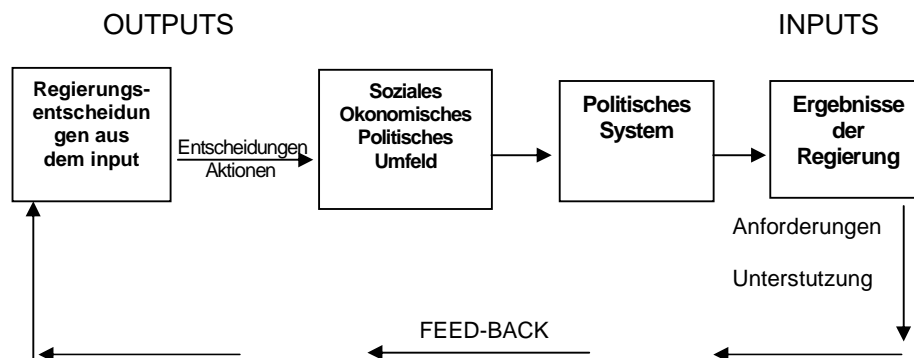 OUTPUTS
INPUTS
Regierungs-
entscheidun
gen aus
dem input
Entscheidungen
Aktionen
Soziales
Okonomisches
Politisches
Umfeld
Politisches
System
Ergebnisse
der
Regierung
Anforderungen
Unterstutzung
FEED-BACK